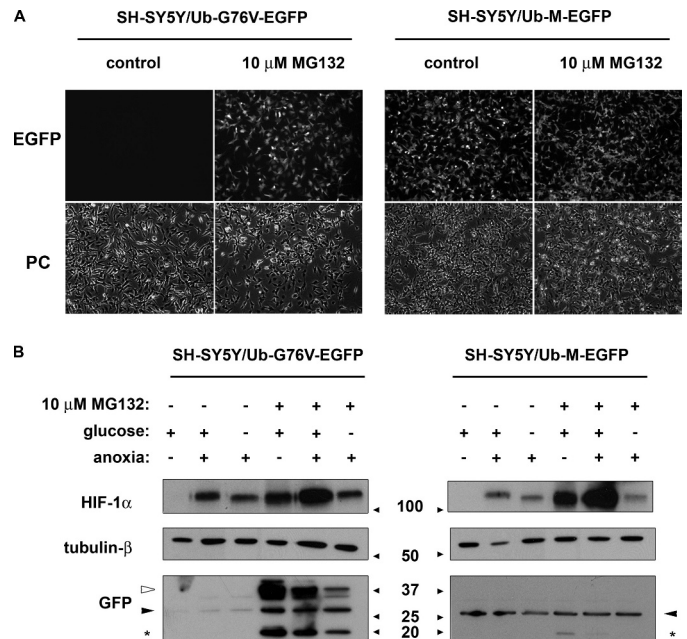 A
SH-SY5Y/Ub-G76V-EGFP SH-SY5Y/Ub-M-EGFP
control 10 μM MG132 control 10 μM MG132
EGFP
PC
B
SH-SY5Y/Ub-G76V-EGFP SH-SY5Y/Ub-M-EGFP
10 μM MG132: - - - + + + - - - + + +
glucose: + + - + + - + + - + + -
anoxia: - + + - + + - + + - + +
HIF-1α 100
tubulin-β 50
37
GFP 25
* 20 *